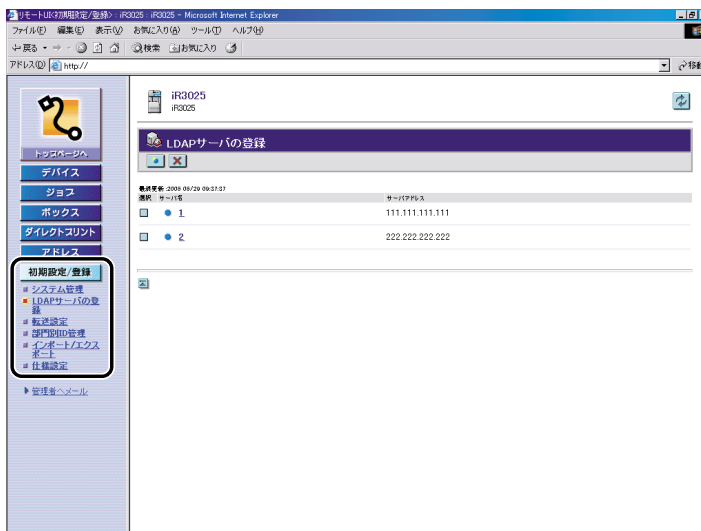 リモートUI<初期設定/登録> : iR3025 : iR3025 - Microsoft Internet Explorer
ファイル(F) 編集(E) 表示(V) お気に入り(A) ツール(T) ヘルプ(H)
戻る 検索 お気に入り
アドレス(D) http:// 移動
iR3025
iR3025
トップページへ
LDAPサーバの登録
デバイス
ジョブ
ボックス
ダイレクトプリント
アドレス
初期設定/登録
システム管理
LDAPサーバの登
録
転送設定
部門別ID管理
インポート/エクス
ポート
仕様設定
管理者へメール
最終更新 :2005 09/29 09:37:37
選択 サーバ名 サーバアドレス
1 111.111.111.111
2 222.222.222.222